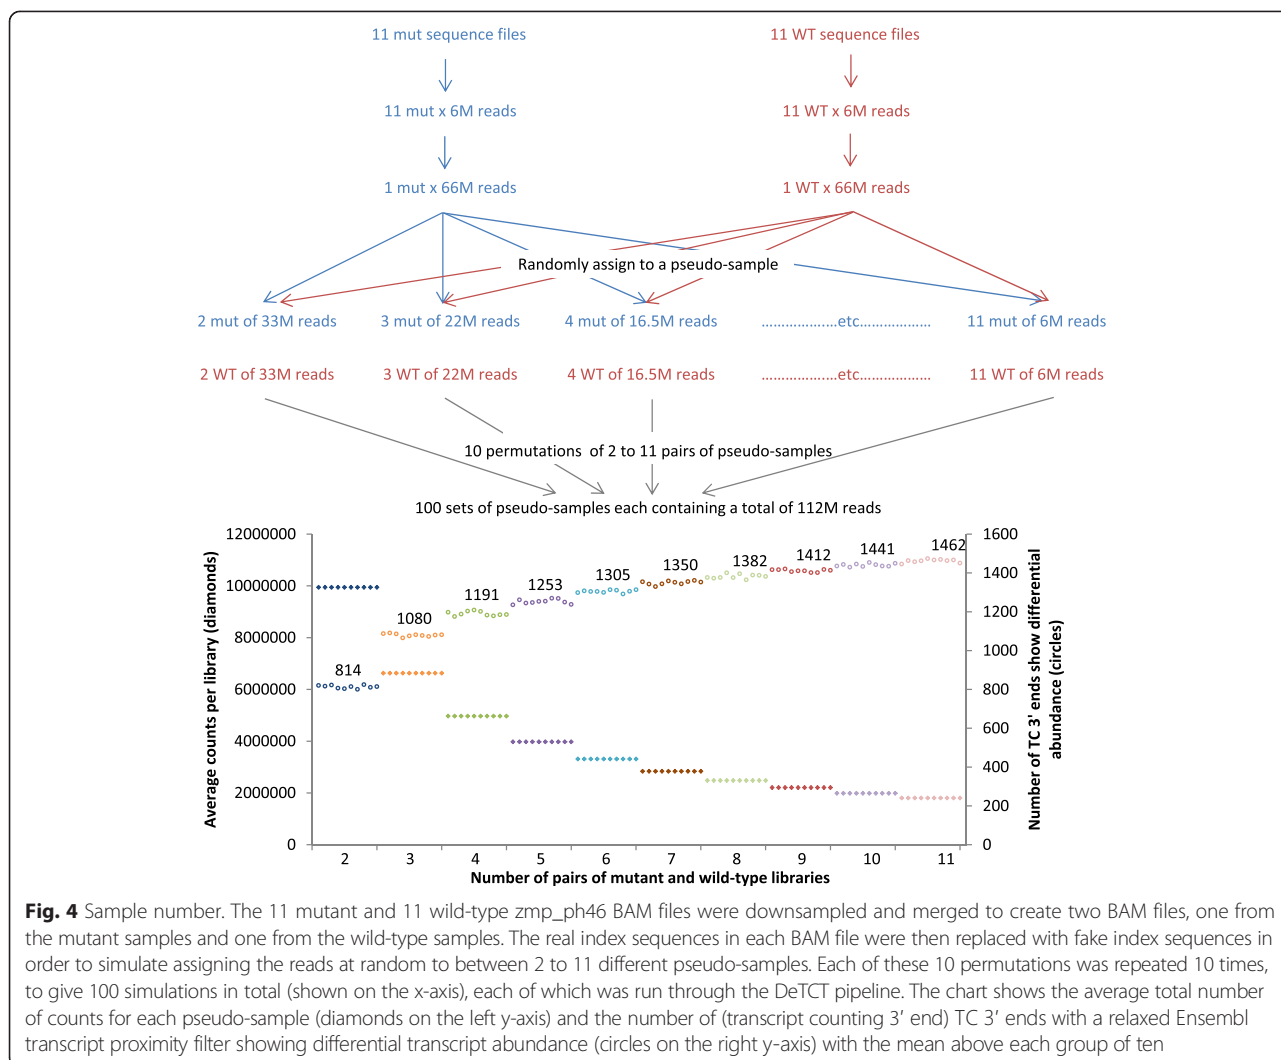 11 mut sequence files
11 WT sequence files
11 mut x 6M reads
11 WT x 6M reads
1 mut x 66M reads
1 WT x 66M reads
Randomly assign to a pseudo-sample
2 mut of 33M reads
3 mut of 22M reads
4 mut of 16.5M reads
……………….etc………………
11 mut of 6M reads
2 WT of 33M reads
3 WT of 22M reads
4 WT of 16.5M reads
……………….etc………………
11 WT of 6M reads
10 permutations of 2 to 11 pairs of pseudo-samples
100 sets of pseudo-samples each containing a total of 112M reads
Average counts per library (diamonds)
12000000
10000000
8000000
6000000
4000000
2000000
0
814
1080
1191
1253
1305
1350
1382
1412
1441
1462
1600
1400
1200
1000
800
600
400
200
0
Number of TC 3' ends show differential
abundance (circles)
2 3 4 5 6 7 8 9 10 11
Number of pairs of mutant and wild-type libraries
Fig. 4 Sample number. The 11 mutant and 11 wild-type zmp_ph46 BAM files were downsampled and merged to create two BAM files, one from
the mutant samples and one from the wild-type samples. The real index sequences in each BAM file were then replaced with fake index sequences in
order to simulate assigning the reads at random to between 2 to 11 different pseudo-samples. Each of these 10 permutations was repeated 10 times,
to give 100 simulations in total (shown on the x-axis), each of which was run through the DeTCT pipeline. The chart shows the average total number
of counts for each pseudo-sample (diamonds on the left y-axis) and the number of (transcript counting 3′ end) TC 3′ ends with a relaxed Ensembl
transcript proximity filter showing differential transcript abundance (circles on the right y-axis) with the mean above each group of ten